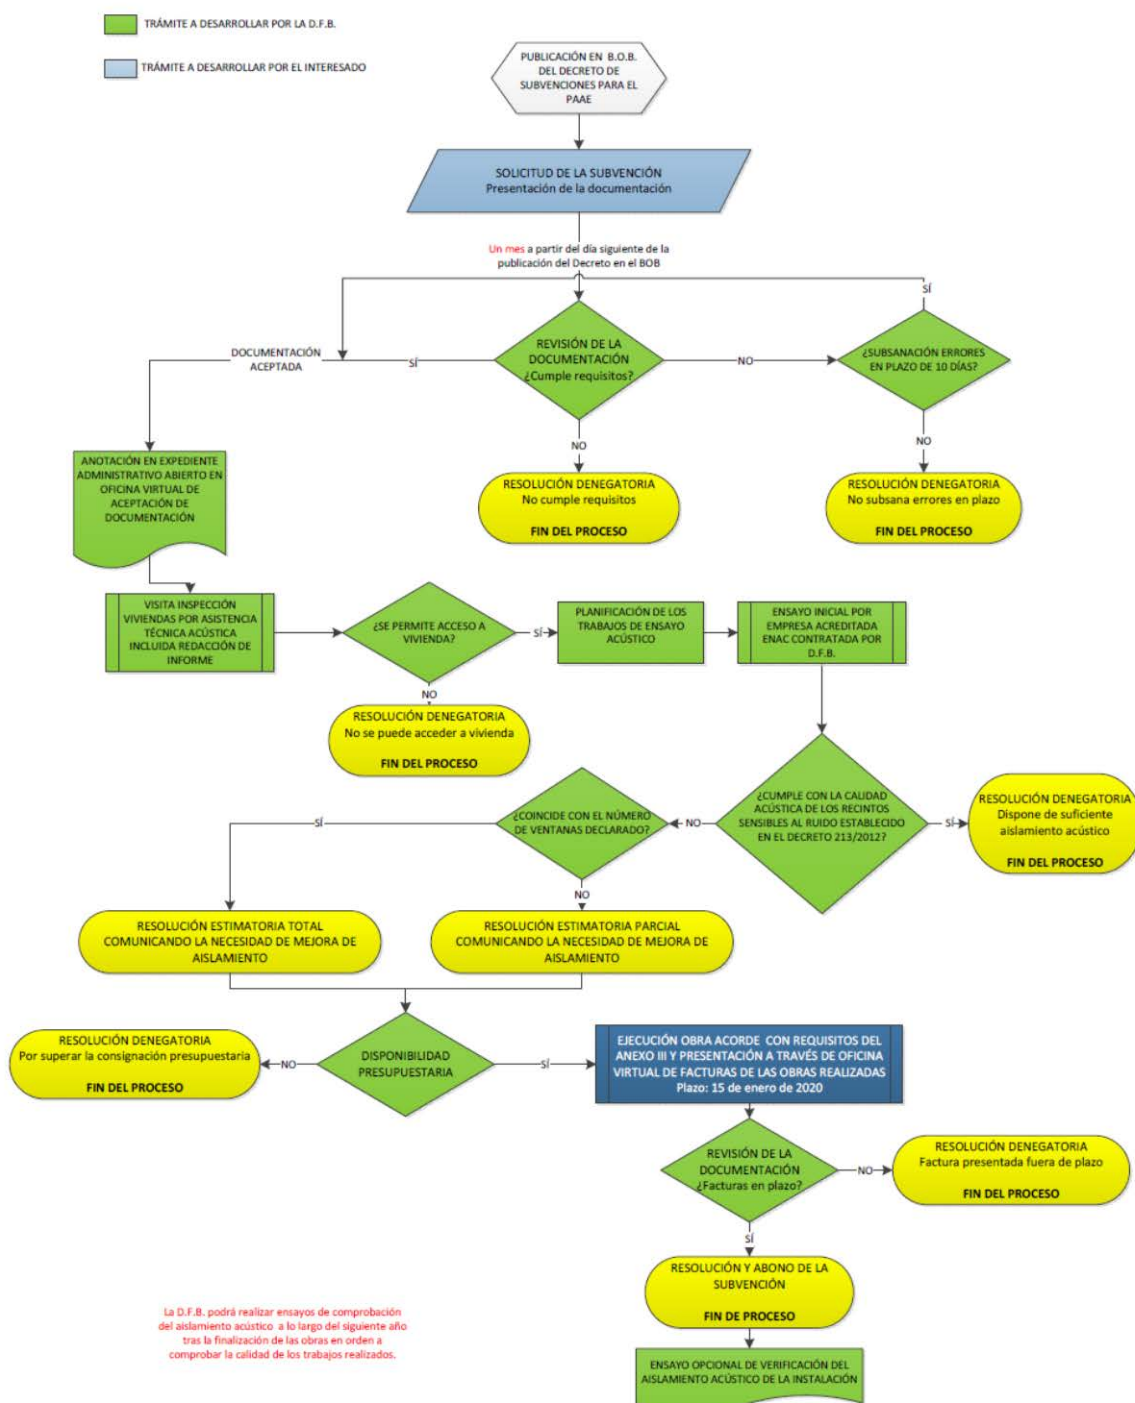 TRÁMITE A DESARROLLAR POR LA D.F.B.
TRÁMITE A DESARROLLAR POR EL INTERESADO
PUBLICACIÓN EN B.O.B.
DEL DECRETO DE
SUBVENCIONES PARA EL
PAAE
SOLICITUD DE LA SUBVENCIÓN
Presentación de la documentación
Un mes a partir del día siguiente de la
publicación del Decreto en el BOB
SÍ
REVISIÓN DE LA
DOCUMENTACIÓN
¿Cumple requisitos?
DOCUMENTACIÓN
ACEPTADA
SÍ
NO
¿SUBSANACIÓN ERRORES
EN PLAZO DE 10 DÍAS?
NO
NO
ANOTACIÓN EN EXPEDIENTE
ADMINISTRATIVO ABIERTO EN
OFICINA VIRTUAL DE
ACEPTACIÓN DE
DOCUMENTACIÓN
RESOLUCIÓN DENEGATORIA
No cumple requisitos
FIN DEL PROCESO
RESOLUCIÓN DENEGATORIA
No subsana errores en plazo
FIN DEL PROCESO
VISITA INSPECCIÓN
VIVIENDAS POR ASISTENCIA
TÉCNICA ACÚSTICA
INCLUIDA REDACCIÓN DE
INFORME
¿SE PERMITE ACCESO A
VIVIENDA?
SÍ
PLANIFICACIÓN DE LOS
TRABAJOS DE ENSAYO
ACÚSTICO
ENSAYO INICIAL POR
EMPRESA ACREDITADA
ENAC CONTRATADA POR
D.F.B.
NO
RESOLUCIÓN DENEGATORIA
No se puede acceder a vivienda
FIN DEL PROCESO
¿CUMPLE CON LA CALIDAD
ACÚSTICA DE LOS RECINTOS
SENSIBLES AL RUIDO ESTABLECIDO
EN EL DECRETO 213/2012?
SÍ
RESOLUCIÓN DENEGATORIA
Dispone de suficiente
aislamiento acústico
FIN DEL PROCESO
NO
¿COINCIDE CON EL NÚMERO
DE VENTANAS DECLARADO?
SÍ
NO
RESOLUCIÓN ESTIMATORIA TOTAL
COMUNICANDO LA NECESIDAD DE MEJORA DE
AISLAMIENTO
RESOLUCIÓN ESTIMATORIA PARCIAL
COMUNICANDO LA NECESIDAD DE MEJORA DE
AISLAMIENTO
RESOLUCIÓN DENEGATORIA
Por superar la consignación presupuestaria
FIN DEL PROCESO
NO
DISPONIBILIDAD
PRESUPUESTARIA
SÍ
EJECUCIÓN OBRA ACORDE CON REQUISITOS DEL
ANEXO III Y PRESENTACIÓN A TRAVÉS DE OFICINA
VIRTUAL DE FACTURAS DE LAS OBRAS REALIZADAS
Plazo: 15 de enero de 2020
REVISIÓN DE LA
DOCUMENTACIÓN
¿Facturas en plazo?
NO
RESOLUCIÓN DENEGATORIA
Factura presentada fuera de plazo
FIN DEL PROCESO
SÍ
RESOLUCIÓN Y ABONO DE LA
SUBVENCIÓN
FIN DE PROCESO
La D.F.B. podrá realizar ensayos de comprobación
del aislamiento acústico a lo largo del siguiente año
tras la finalización de las obras en orden a
comprobar la calidad de los trabajos realizados.
ENSAYO OPCIONAL DE VERIFICACIÓN DEL
AISLAMIENTO ACÚSTICO DE LA INSTALACIÓN